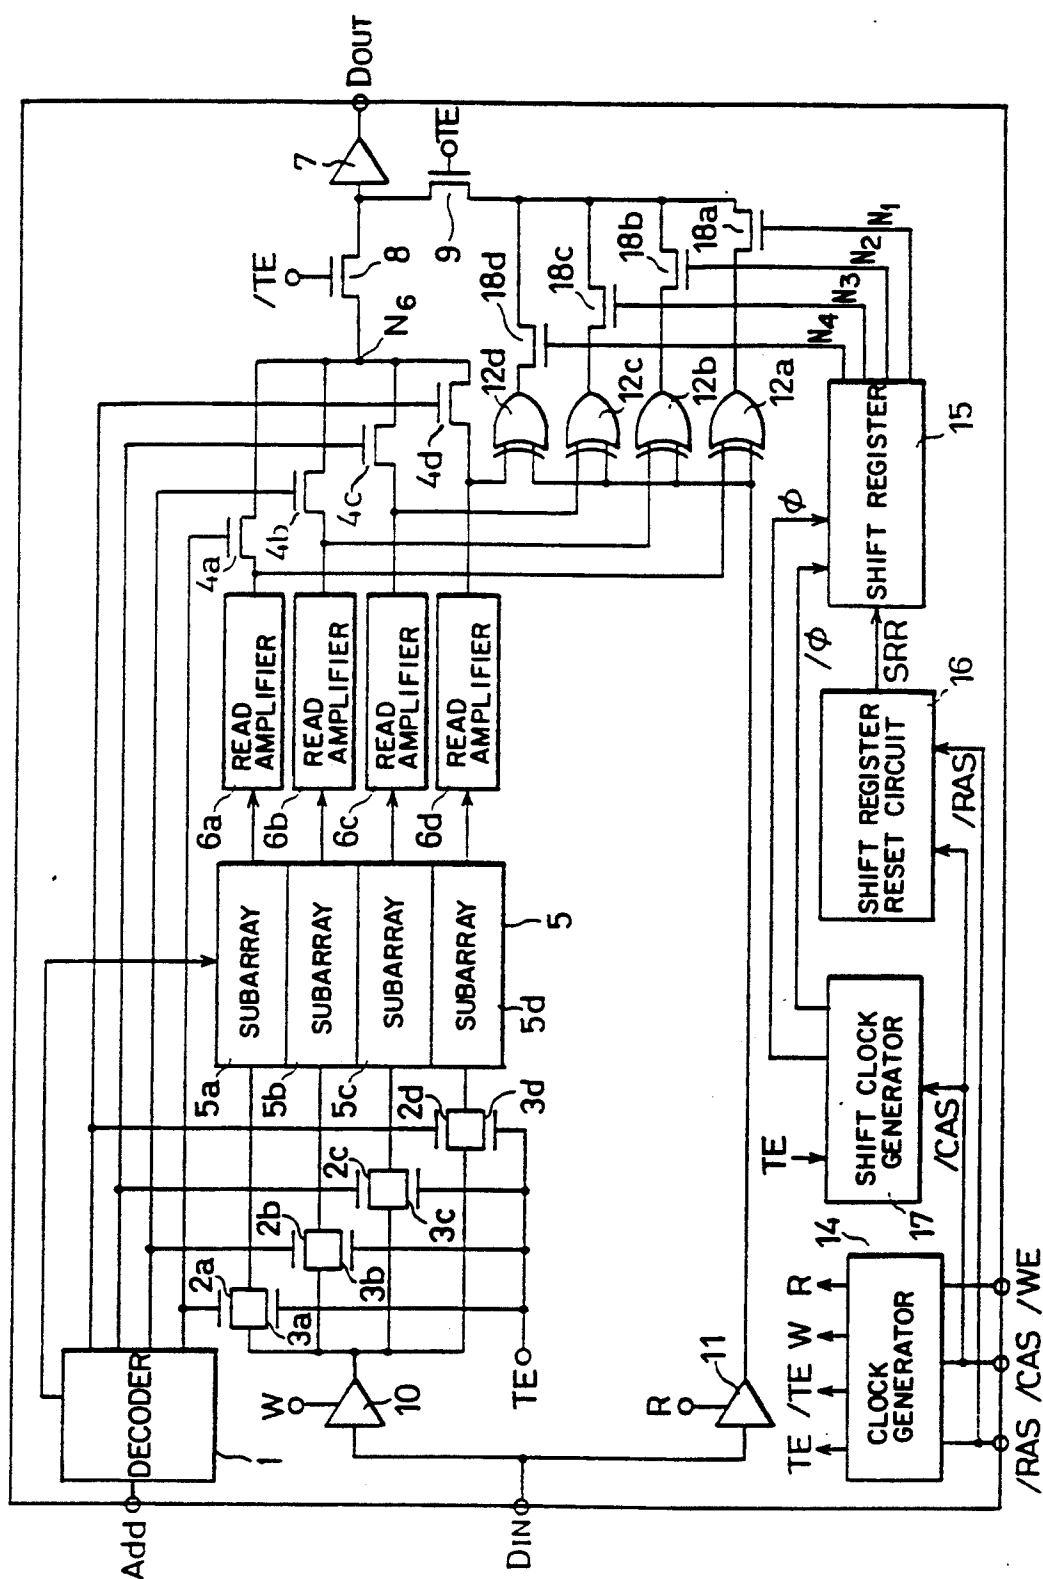 Add
DECODER
1
DIN
W
10
TE
R
11
2a
3a
2b
3b
2c
3c
2d
3d
5a
5b
5c
5d
5
SUBARRAY
SUBARRAY
SUBARRAY
SUBARRAY
6a
6b
6c
6d
READ
AMPLIFIER
READ
AMPLIFIER
READ
AMPLIFIER
READ
AMPLIFIER
4a
4b
4c
4d
N6
/TE
8
7
DOUT
9
TE
12d
12c
12b
12a
18d
18c
18b
18a
N4
N3
N2
N1
TE
/TE
W
R
14
CLOCK
GENERATOR
/RAS
/CAS
/WE
TE
17
SHIFT CLOCK
GENERATOR
/CAS
SHIFT REGISTER
RESET CIRCUIT
16
/RAS
SRR
/Φ
Φ
SHIFT REGISTER
15